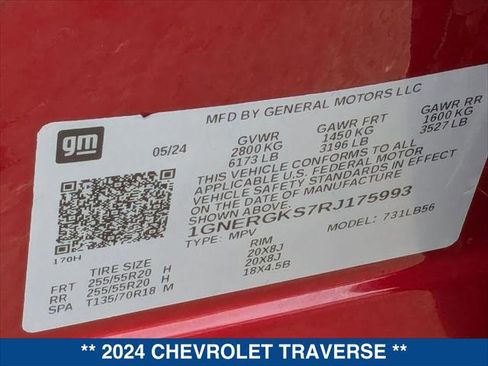 MFD BY GENERAL MOTORS LLC
gm
05/24
GVWR GAWR FRT GAWR RR
2800 KG 1450 KG 1600 KG
6173 LB 3196 LB 3527 LB
THIS VEHICLE CONFORMS TO ALL
APPLICABLE U.S. FEDERAL MOTOR
VEHICLE SAFETY STANDARDS IN EFFECT
ON THE DATE OF MANUFACTURE SHOWN ABOVE.
1GNERGKS7RJ175993
TYPE: MPV MODEL: 731LB56
170H
TIRE SIZE RIM
FRT 255/55R20 H 20X8J
RR 255/55R20 H 20X8J
SPA T135/70R18 M 18X4.5B
** 2024 CHEVROLET TRAVERSE **